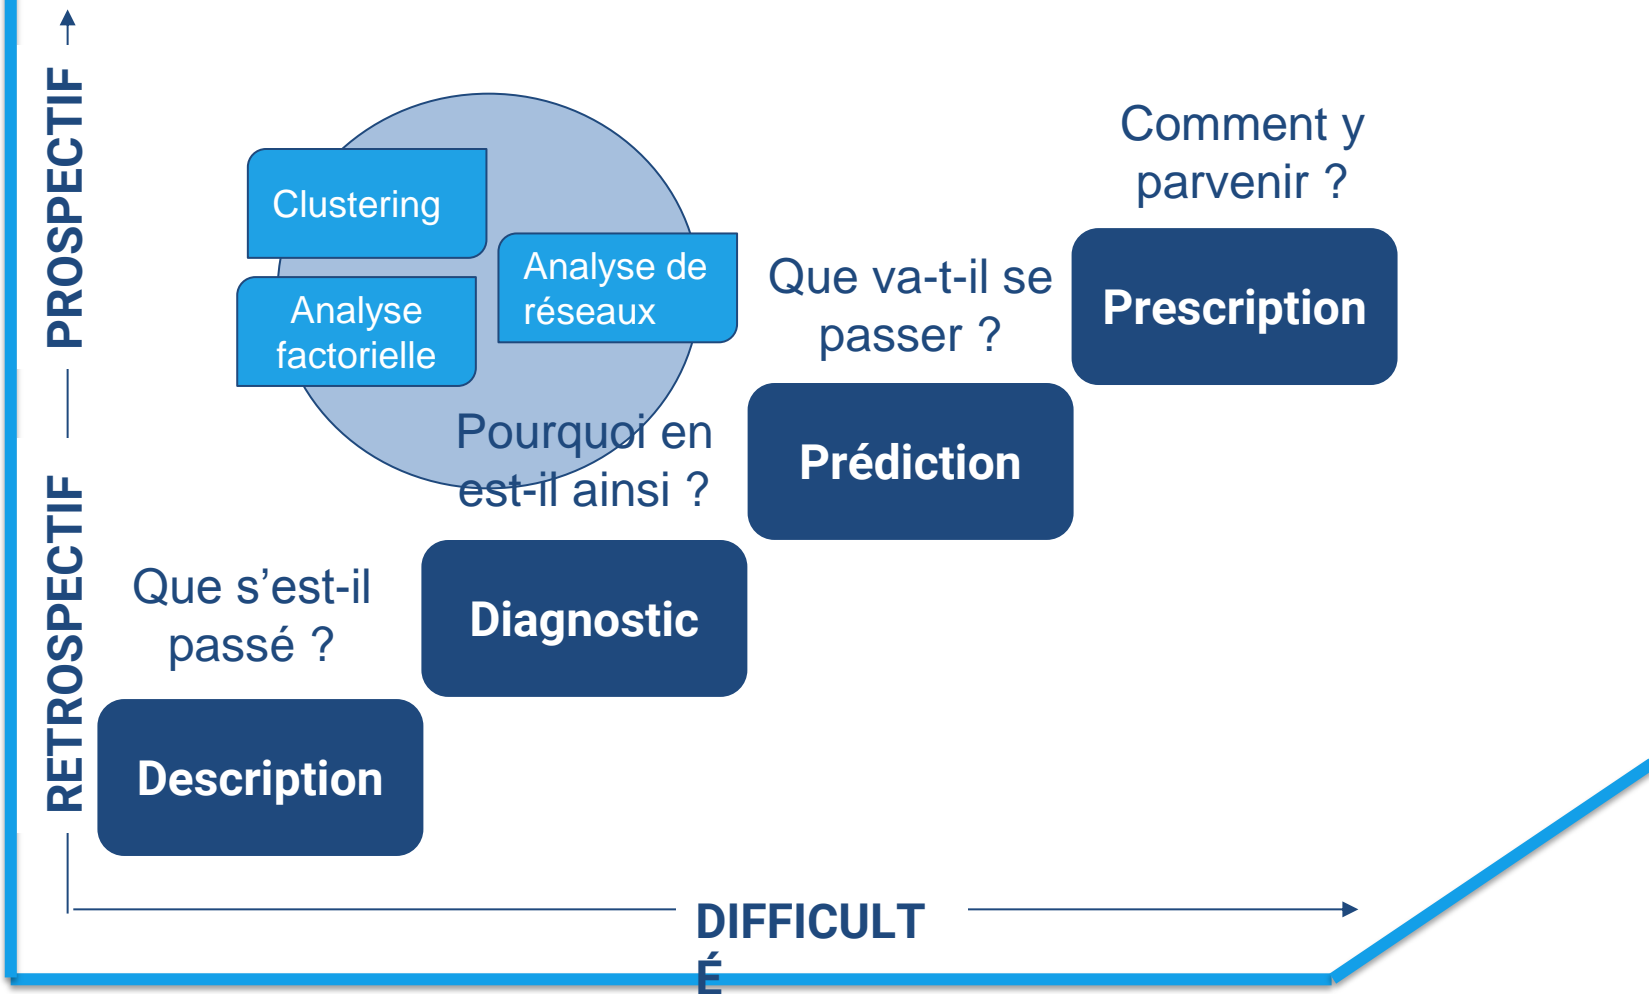 PROSPECTIF
RETROSPECTIF
Clustering
Analyse
factorielle
Analyse de
réseaux
Comment y
parvenir ?
Prescription
Que va-t-il se
passer ?
Prédiction
Pourquoi en
est-il ainsi ?
Diagnostic
Que s’est-il
passé ?
Description
DIFFICULT
É